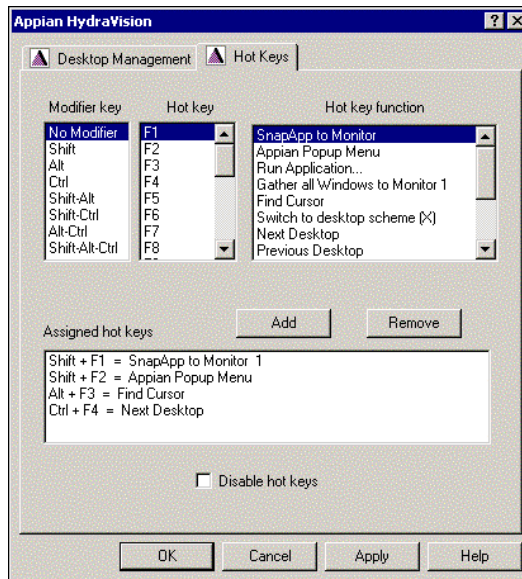 Appian HydraVision
Desktop Management
Hot Keys
Modifier key
Hot key
Hot key function
No Modifier
Shift
Alt
Ctrl
Shift-Alt
Shift-Ctrl
Alt-Ctrl
Shift-Alt-Ctrl
F1
F2
F3
F4
F5
F6
F7
F8
SnapApp to Monitor
Appian Popup Menu
Run Application...
Gather all Windows to Monitor 1
Find Cursor
Switch to desktop scheme (X)
Next Desktop
Previous Desktop
Assigned hot keys
Add
Remove
Shift + F1 = SnapApp to Monitor 1
Shift + F2 = Appian Popup Menu
Alt + F3 = Find Cursor
Ctrl + F4 = Next Desktop
Disable hot keys
OK
Cancel
Apply
Help